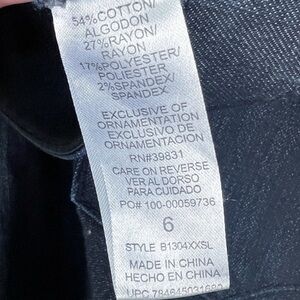 54% COTTON/
ALGODON
27% RAYON/
RAYON
17% POLYESTER/
POLIESTER
2% SPANDEX/
SPANDEX
EXCLUSIVE OF
ORNAMENTATION
EXCLUSIVO DE
ORNAMENTACION
RN#39831
CARE ON REVERSE
VER AL DORSO
PARA CUIDADO
PO# 100-00059736
6
STYLE B1304XXSL
MADE IN CHINA
HECHO EN CHINA
UPC 784645031682